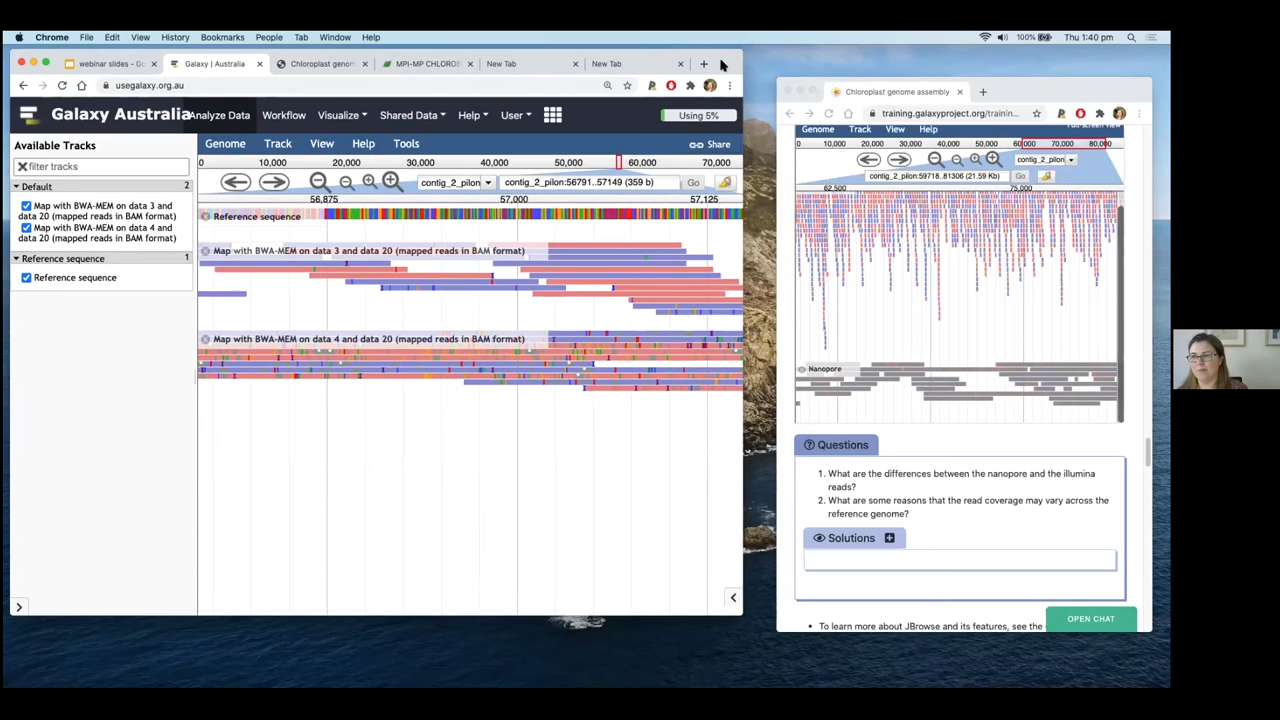 Chrome File Edit View History Bookmarks People Tab Window Help 100% Thu 1:40 pm
webinar slides - Go Galaxy | Australia Chloroplast genom MPI-MP CHLOROB New Tab New Tab
usegalaxy.org.au
Galaxy Australia Analyze Data Workflow Visualize Shared Data Help User Using 5%
Available Tracks
filter tracks
Default 2
Map with BWA-MEM on data 3 and
data 20 (mapped reads in BAM format)
Map with BWA-MEM on data 4 and
data 20 (mapped reads in BAM format)
Reference sequence 1
Reference sequence
Genome Track View Help Tools Share
0 10,000 20,000 30,000 40,000 50,000 60,000 70,000
contig_2_pilon contig_2_pilon:56791..57149 (359 b) Go
56,875 57,000 57,125
Reference sequence
Map with BWA-MEM on data 3 and data 20 (mapped reads in BAM format)
Map with BWA-MEM on data 4 and data 20 (mapped reads in BAM format)
Chloroplast genome assembly
training.galaxyproject.org/trainin...
Genome Track View Help Full-screen view
0 10,000 20,000 30,000 40,000 50,000 60,000 70,000 80,000
contig_2_pilon
contig_2_pilon:59718..81306 (21.59 Kb) Go
62,500 75,000
Nanopore
Questions
1. What are the differences between the nanopore and the illumina
reads?
2. What are some reasons that the read coverage may vary across the
reference genome?
Solutions
• To learn more about JBrowse and its features, see the
OPEN CHAT